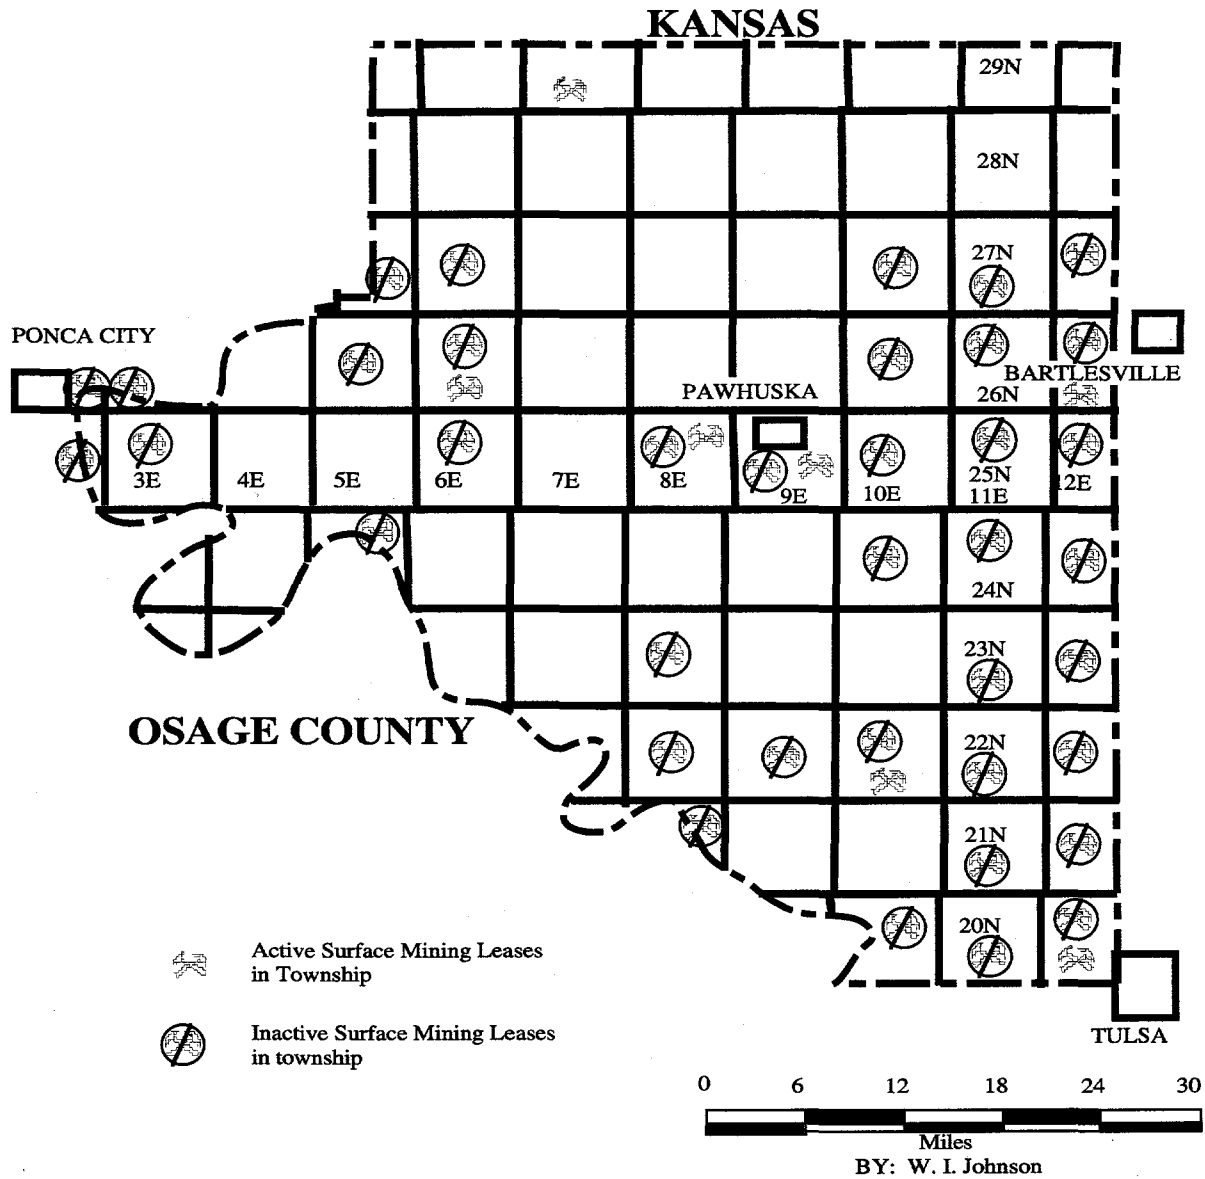 KANSAS
29N
28N
27N
PONCA CITY
PAWHUSKA
BARTLESVILLE
26N
3E 4E 5E 6E 7E 8E 9E 10E 25N 12E
11E
24N
23N
OSAGE COUNTY
22N
21N
20N
Active Surface Mining Leases
in Township
Inactive Surface Mining Leases
in township
TULSA
0 6 12 18 24 30
Miles
BY: W. I. Johnson